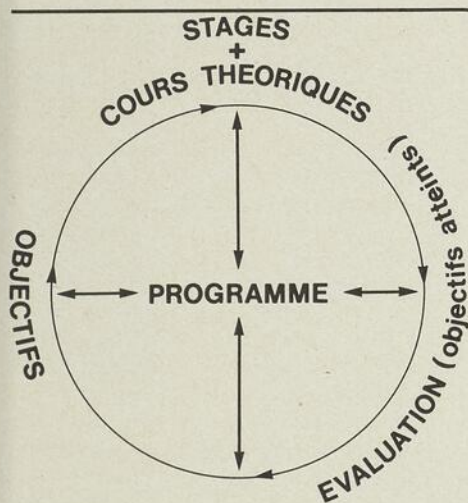 STAGES
+
COURS THEORIQUES
OBJECTIFS
PROGRAMME
EVALUATION (objectifs atteints)